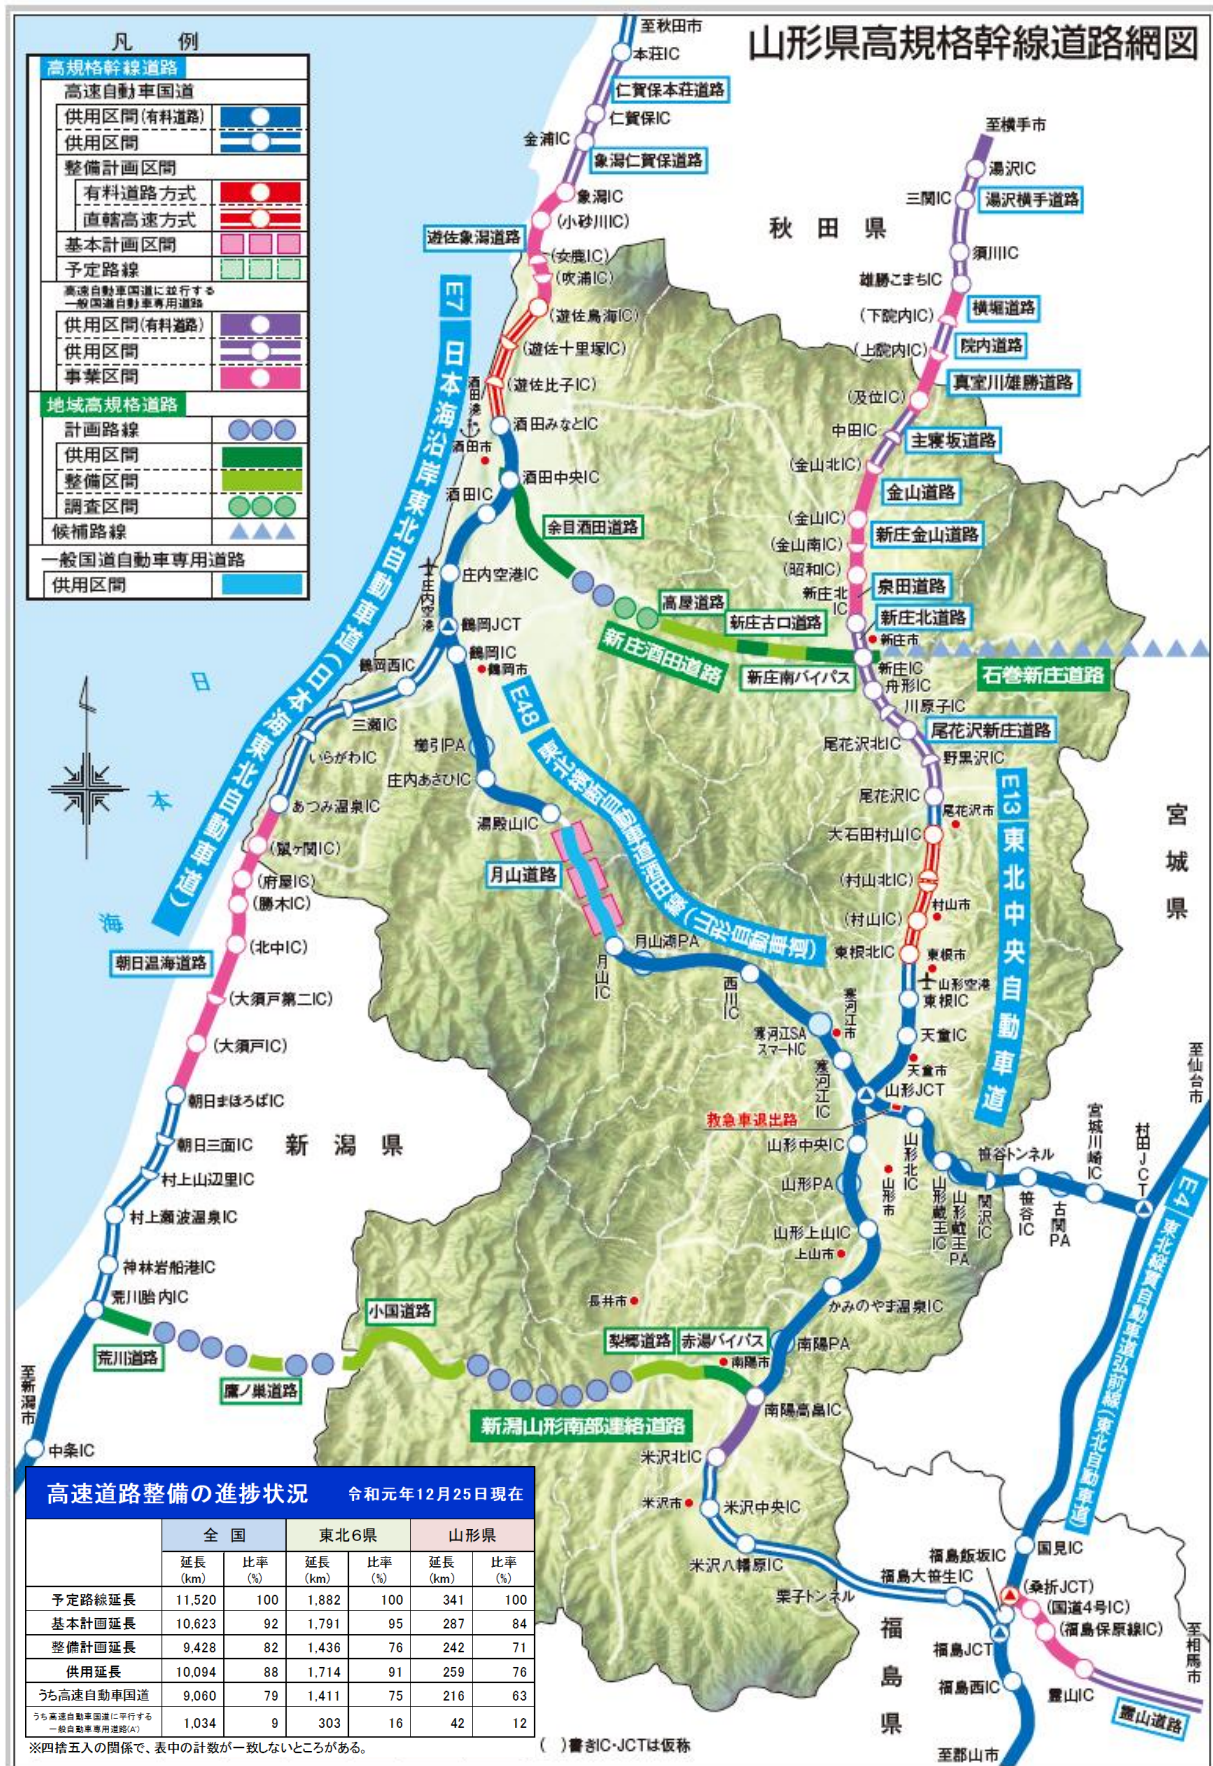 山形県高規格幹線道路網図
凡 例
高規格幹線道路
高速自動車国道
供用区間(有料道路)
供用区間
整備計画区間
有料道路方式
直轄高速方式
基本計画区間
予定路線
高速自動車国道に並行する
一般国道自動車専用道路
供用区間(有料道路)
供用区間
事業区間
地域高規格道路
計画路線
供用区間
整備区間
調査区間
候補路線
一般国道自動車専用道路
供用区間
至秋田市
本荘IC
仁賀保本荘道路
仁賀保IC
金浦IC
象潟仁賀保道路
象潟IC
(小砂川IC)
遊佐象潟道路
(女鹿IC)
(吹浦IC)
(遊佐鳥海IC)
(遊佐十里塚IC)
(遊佐比子IC)
酒田港
酒田みなとIC
酒田市
酒田中央IC
酒田IC
余目酒田道路
庄内空港IC
庄内空港
鶴岡JCT
鶴岡IC
鶴岡市
鶴岡西IC
三瀬IC
いらがわIC
あつみ温泉IC
(鼠ヶ関IC)
(府屋IC)
(勝木IC)
(北中IC)
朝日温海道路
(大須戸第二IC)
(大須戸IC)
朝日まほろばIC
朝日三面IC
村上山辺里IC
村上瀬波温泉IC
神林岩船港IC
荒川胎内IC
荒川道路
至新潟市
中条IC
E7 日本海沿岸東北自動車道(日本海東北自動車道)
日本海
新潟県
秋田県
宮城県
福島県
至横手市
湯沢IC
三関IC
湯沢横手道路
須川IC
雄勝こまちIC
(下院内IC)
横堀道路
(上院内IC)
院内道路
真室川雄勝道路
(及位IC)
中田IC
主寝坂道路
(金山北IC)
金山道路
(金山IC)
新庄金山道路
(金山南IC)
(昭和IC)
泉田道路
新庄北IC
新庄北道路
新庄市
新庄IC
石巻新庄道路
高屋道路
新庄古口道路
新庄酒田道路
新庄南バイパス
舟形IC
川原子IC
尾花沢新庄道路
尾花沢北IC
野黒沢IC
尾花沢IC
尾花沢市
大石田村山IC
(村山北IC)
村山市
(村山IC)
東根北IC
東根市
山形空港
東根IC
天童IC
天童市
E13 東北中央自動車道
E48 東北横断自動車道酒田線(山形自動車道)
櫛引PA
庄内あさひIC
湯殿山IC
月山道路
月山IC
月山湖PA
西川IC
寒河江市
寒河江SA
スマートIC
寒河江IC
山形JCT
救急車退出路
山形中央IC
山形北IC
山形市
山形PA
山形蔵王IC
山形蔵王PA
関沢IC
笹谷トンネル
笹谷IC
古関PA
宮城川崎IC
村田JCT
至仙台市
E4 東北縦貫自動車道弘前線(東北自動車道)
山形上山IC
上山市
かみのやま温泉IC
長井市
南陽PA
小国道路
梨郷道路
赤湯バイパス
南陽市
鷹ノ巣道路
新潟山形南部連絡道路
南陽高畠IC
米沢北IC
米沢市
米沢中央IC
米沢八幡原IC
栗子トンネル
福島大笹生IC
福島飯坂IC
国見IC
(桑折JCT)
(国道4号IC)
(福島保原線IC)
福島JCT
福島西IC
霊山IC
霊山道路
至相馬市
至郡山市
高速道路整備の進捗状況 令和元年12月25日現在
全国 東北6県 山形県
延長(km) 比率(%) 延長(km) 比率(%) 延長(km) 比率(%)
予定路線延長 11,520 100 1,882 100 341 100
基本計画延長 10,623 92 1,791 95 287 84
整備計画延長 9,428 82 1,436 76 242 71
供用延長 10,094 88 1,714 91 259 76
うち高速自動車国道 9,060 79 1,411 75 216 63
うち高速自動車国道に平行する
一般自動車専用道路(A') 1,034 9 303 16 42 12
※四捨五入の関係で、表中の計数が一致しないところがある。
( )書きIC・JCTは仮称